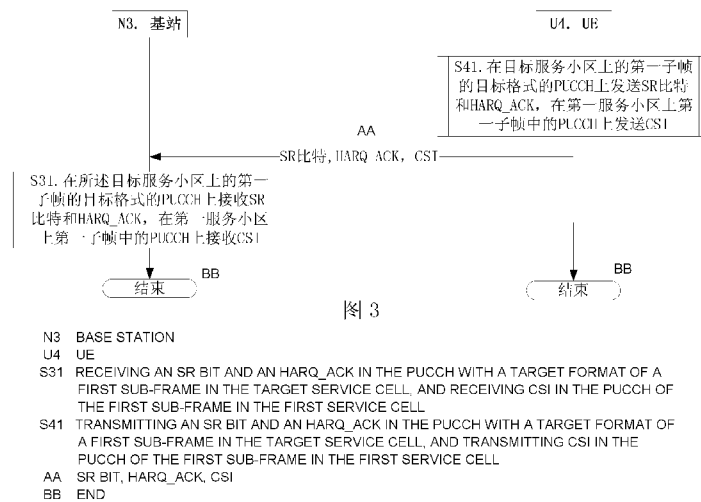 N3. 基站
U4. UE
S41.在目标服务小区上的第一子帧
的目标格式的PUCCH上发送SR比特
和HARQ_ACK，在第一服务小区上第
一子帧中的PUCCH上发送CSI
AA
SR比特,HARQ ACK, CSI
S31.在所述目标服务小区上的第一
子帧的目标格式的PUCCH上接收SR
比特和HARQ_ACK，在第一服务小区
上第一子帧中的PUCCH上接收CSI
BB
结束
BB
结束
图 3
N3 BASE STATION
U4 UE
S31 RECEIVING AN SR BIT AND AN HARQ_ACK IN THE PUCCH WITH A TARGET FORMAT OF A
FIRST SUB-FRAME IN THE TARGET SERVICE CELL, AND RECEIVING CSI IN THE PUCCH OF
THE FIRST SUB-FRAME IN THE FIRST SERVICE CELL
S41 TRANSMITTING AN SR BIT AND AN HARQ_ACK IN THE PUCCH WITH A TARGET FORMAT OF
A FIRST SUB-FRAME IN THE TARGET SERVICE CELL, AND TRANSMITTING CSI IN THE
PUCCH OF THE FIRST SUB-FRAME IN THE FIRST SERVICE CELL
AA SR BIT, HARQ_ACK, CSI
BB END